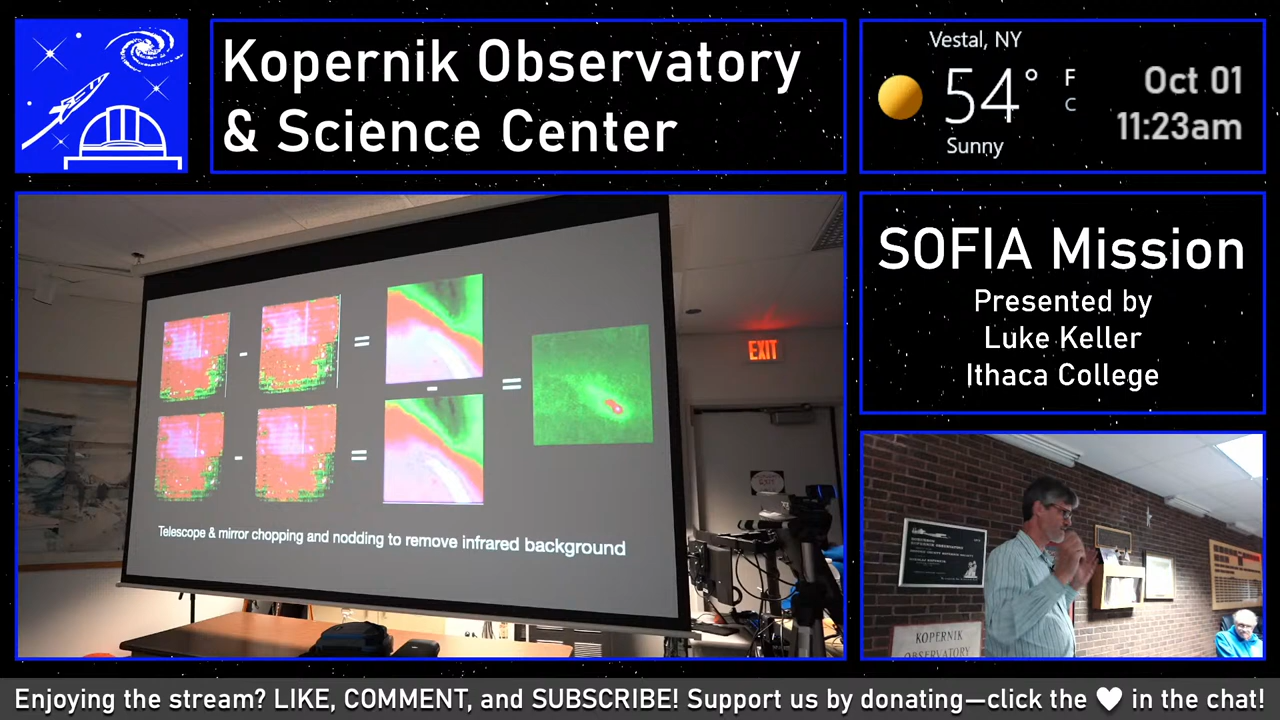 Kopernik Observatory
& Science Center
Vestal, NY
54° F
C
Sunny
Oct 01
11:23am
SOFIA Mission
Presented by
Luke Keller
Ithaca College
- =
- =
- =
Telescope & mirror chopping and nodding to remove infrared background
EXIT
KOPERNIK
OBSERVATORY
Enjoying the stream? LIKE, COMMENT, and SUBSCRIBE! Support us by donating—click the ♥ in the chat!